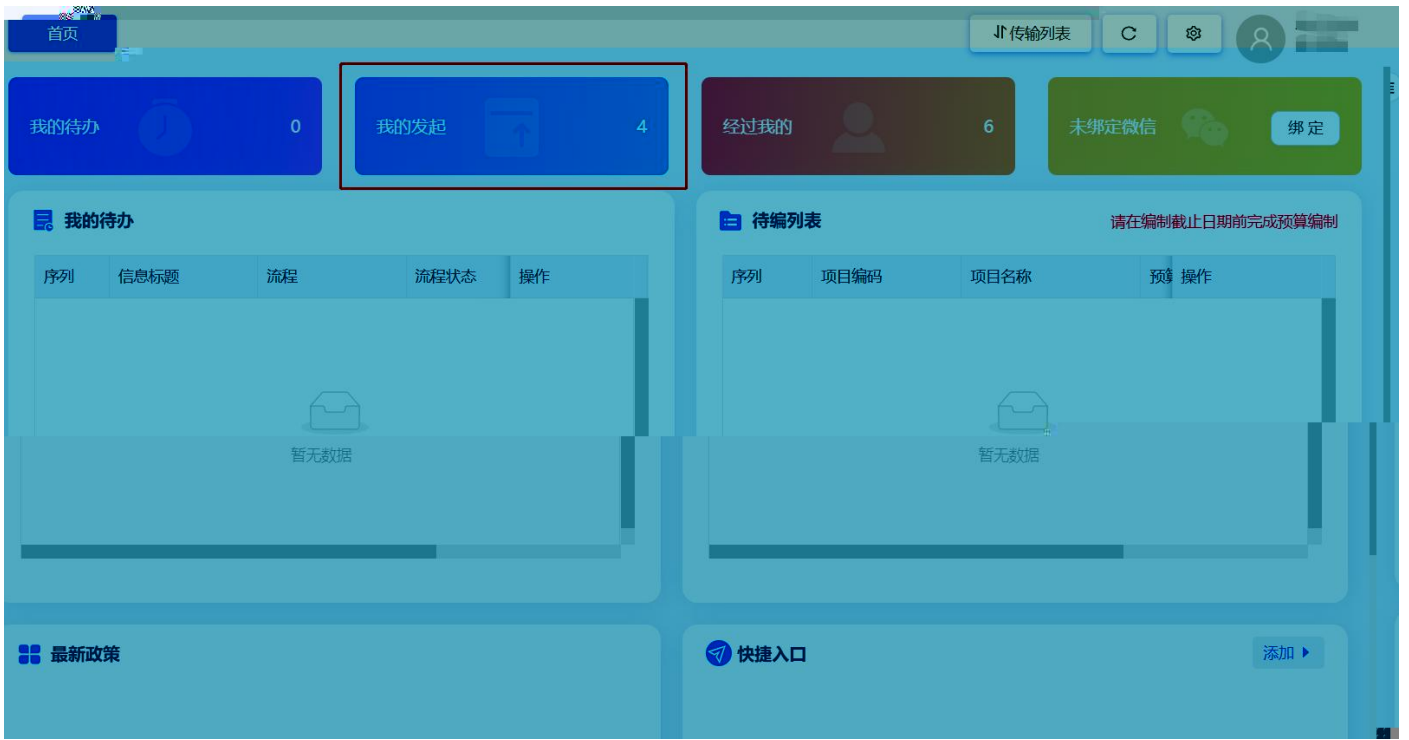 首页
传输列表
我的待办 0
我的发起 4
经过我的 6
未绑定微信 绑定
我的待办
待编列表 请在编制截止日期前完成预算编制
序列 信息标题 流程 流程状态 操作
序列 项目编码 项目名称 预算 操作
暂无数据
暂无数据
最新政策
快捷入口 添加